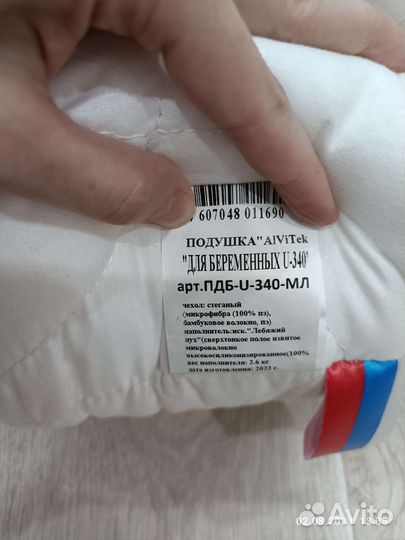 607048 011690
ПОДУШКА"AlViTek
"ДЛЯ БЕРЕМЕННЫХ U-340"
арт.ПДБ-U-340-МЛ
чехол: стеганый
(микрофибра (100% пэ),
бамбуковое волокно, пэ)
наполнитель:иск."Лебяжий
пух"(сверхтонкое полое извитое
микроволокно
высокосиликонизированное(100%
вес наполнителя: 2.6 кг
дата изготовления: 2022 г.
Avito